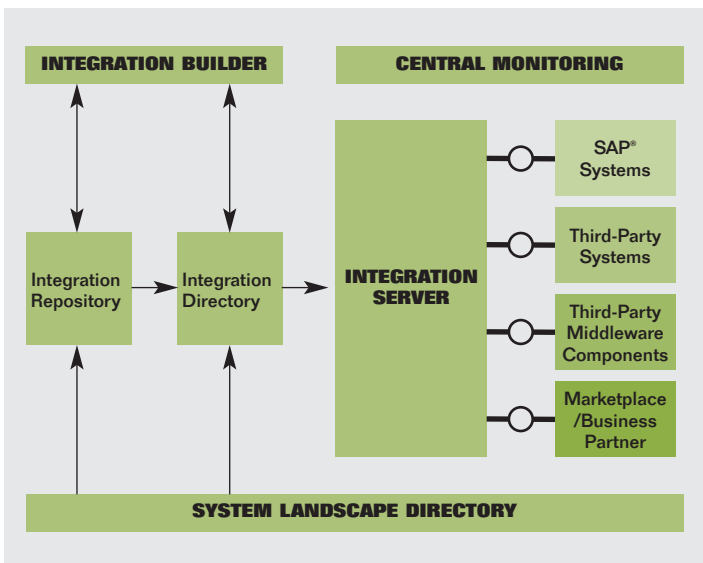 INTEGRATION BUILDER
CENTRAL MONITORING
SAP®
Systems
Third-Party
Systems
Integration
Repository
Integration
Directory
INTEGRATION
SERVER
Third-Party
Middleware
Components
Marketplace
/Business
Partner
SYSTEM LANDSCAPE DIRECTORY